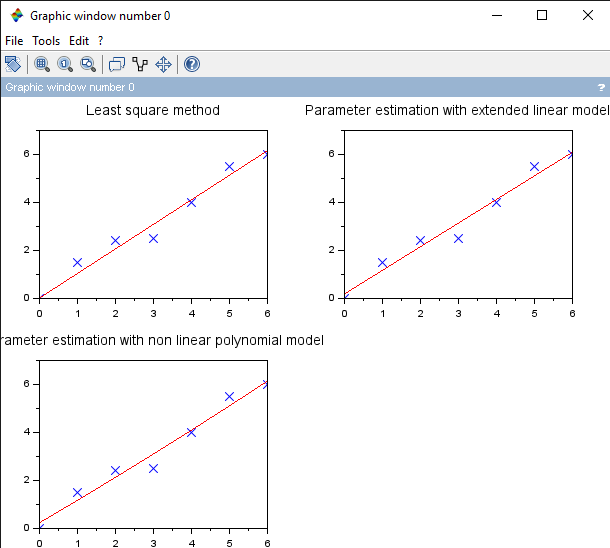 Graphic window number 0
File Tools Edit ?
Graphic window number 0 ?
Least square method
Parameter estimation with extended linear model
6
4
2
0
0 1 2 3 4 5 6
6
4
2
0
0 1 2 3 4 5 6
rameter estimation with non linear polynomial model
6
4
2
0
0 1 2 3 4 5 6